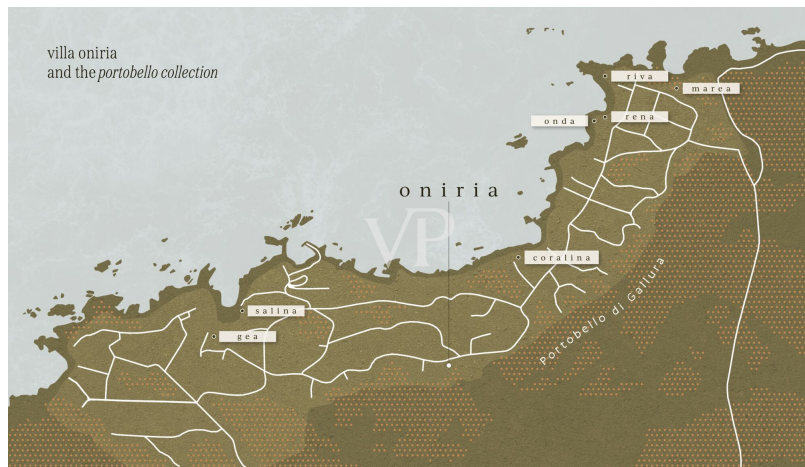 villa oniria
and the portobello collection
riva
marea
onda
rena
oniria
VP
coralina
Portobello di Gallura
salina
gea